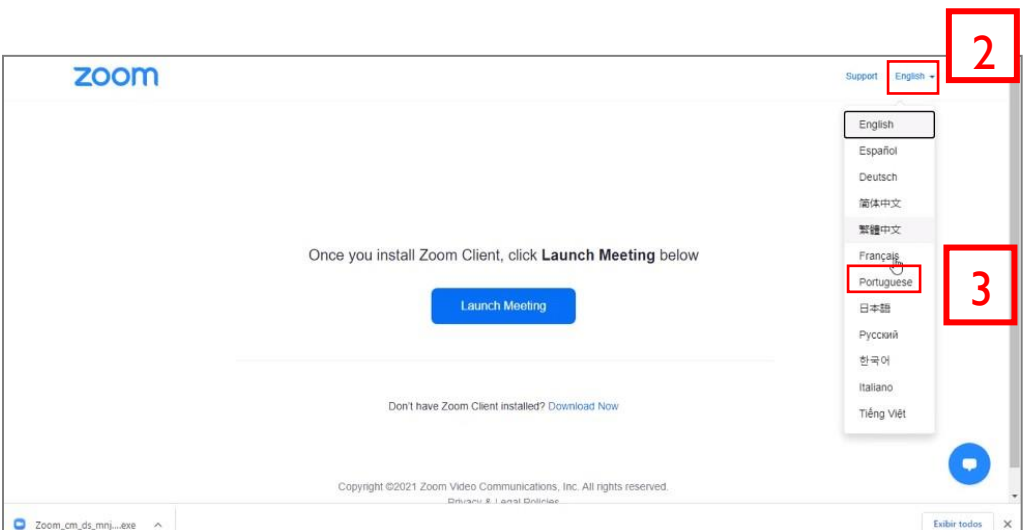 2
zoom
Support English
English
Español
Deutsch
简体中文
繁體中文
Français
Portuguese
3
日本語
Русский
한국어
Italiano
Tiếng Việt
Once you install Zoom Client, click Launch Meeting below
Launch Meeting
Don't have Zoom Client installed? Download Now
Copyright ©2021 Zoom Video Communications, Inc. All rights reserved.
Privacy & Legal Policies
Zoom_cm_ds_mnj....exe
Exibir todos